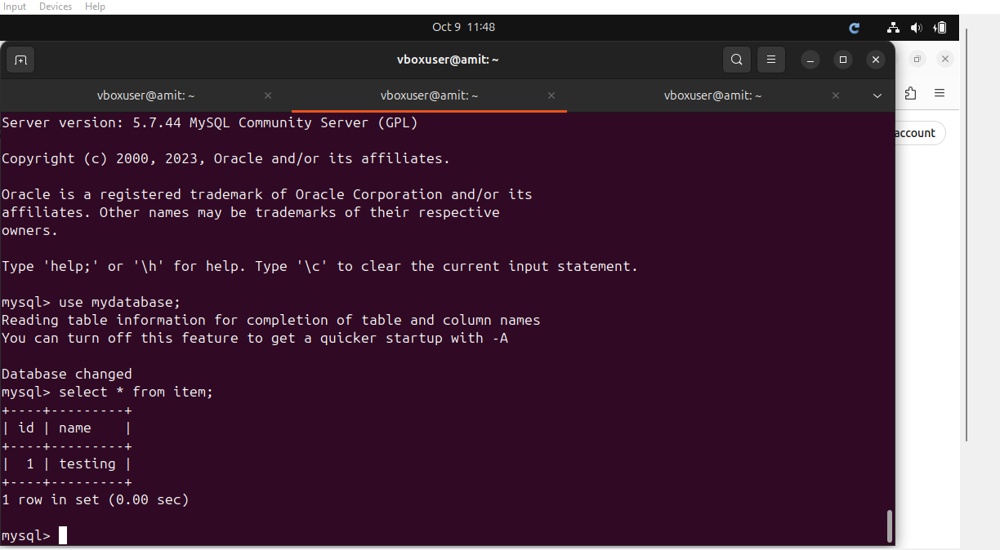 Input Devices Help
Oct 9 11:48
vboxuser@amit: ~
vboxuser@amit: ~ vboxuser@amit: ~ vboxuser@amit: ~
account
Server version: 5.7.44 MySQL Community Server (GPL)
Copyright (c) 2000, 2023, Oracle and/or its affiliates.
Oracle is a registered trademark of Oracle Corporation and/or its
affiliates. Other names may be trademarks of their respective
owners.
Type 'help;' or '\h' for help. Type '\c' to clear the current input statement.
mysql> use mydatabase;
Reading table information for completion of table and column names
You can turn off this feature to get a quicker startup with -A
Database changed
mysql> select * from item;
+----+---------+
| id | name    |
+----+---------+
|  1 | testing |
+----+---------+
1 row in set (0.00 sec)
mysql>